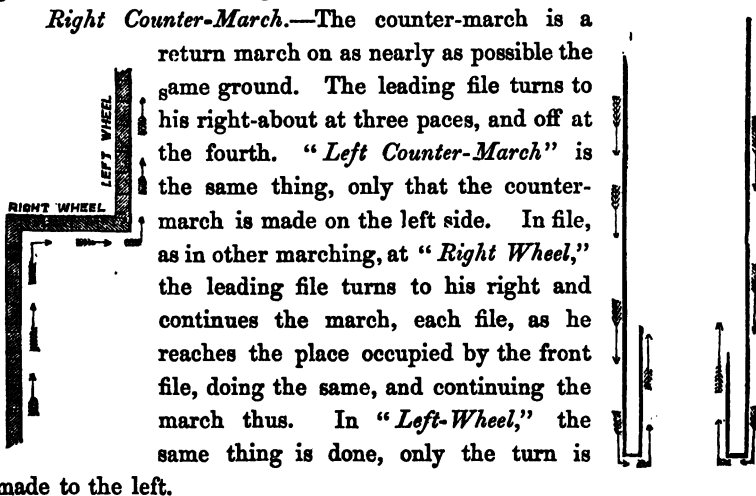 Right Counter-March.—The counter-march is a
return march on as nearly as possible the
same ground. The leading file turns to
his right-about at three paces, and off at
the fourth. "Left Counter-March" is
the same thing, only that the counter-
march is made on the left side. In file,
as in other marching, at "Right Wheel,"
the leading file turns to his right and
continues the march, each file, as he
reaches the place occupied by the front
file, doing the same, and continuing the
march thus. In "Left-Wheel," the
same thing is done, only the turn is
made to the left.
LEFT WHEEL
RIGHT WHEEL